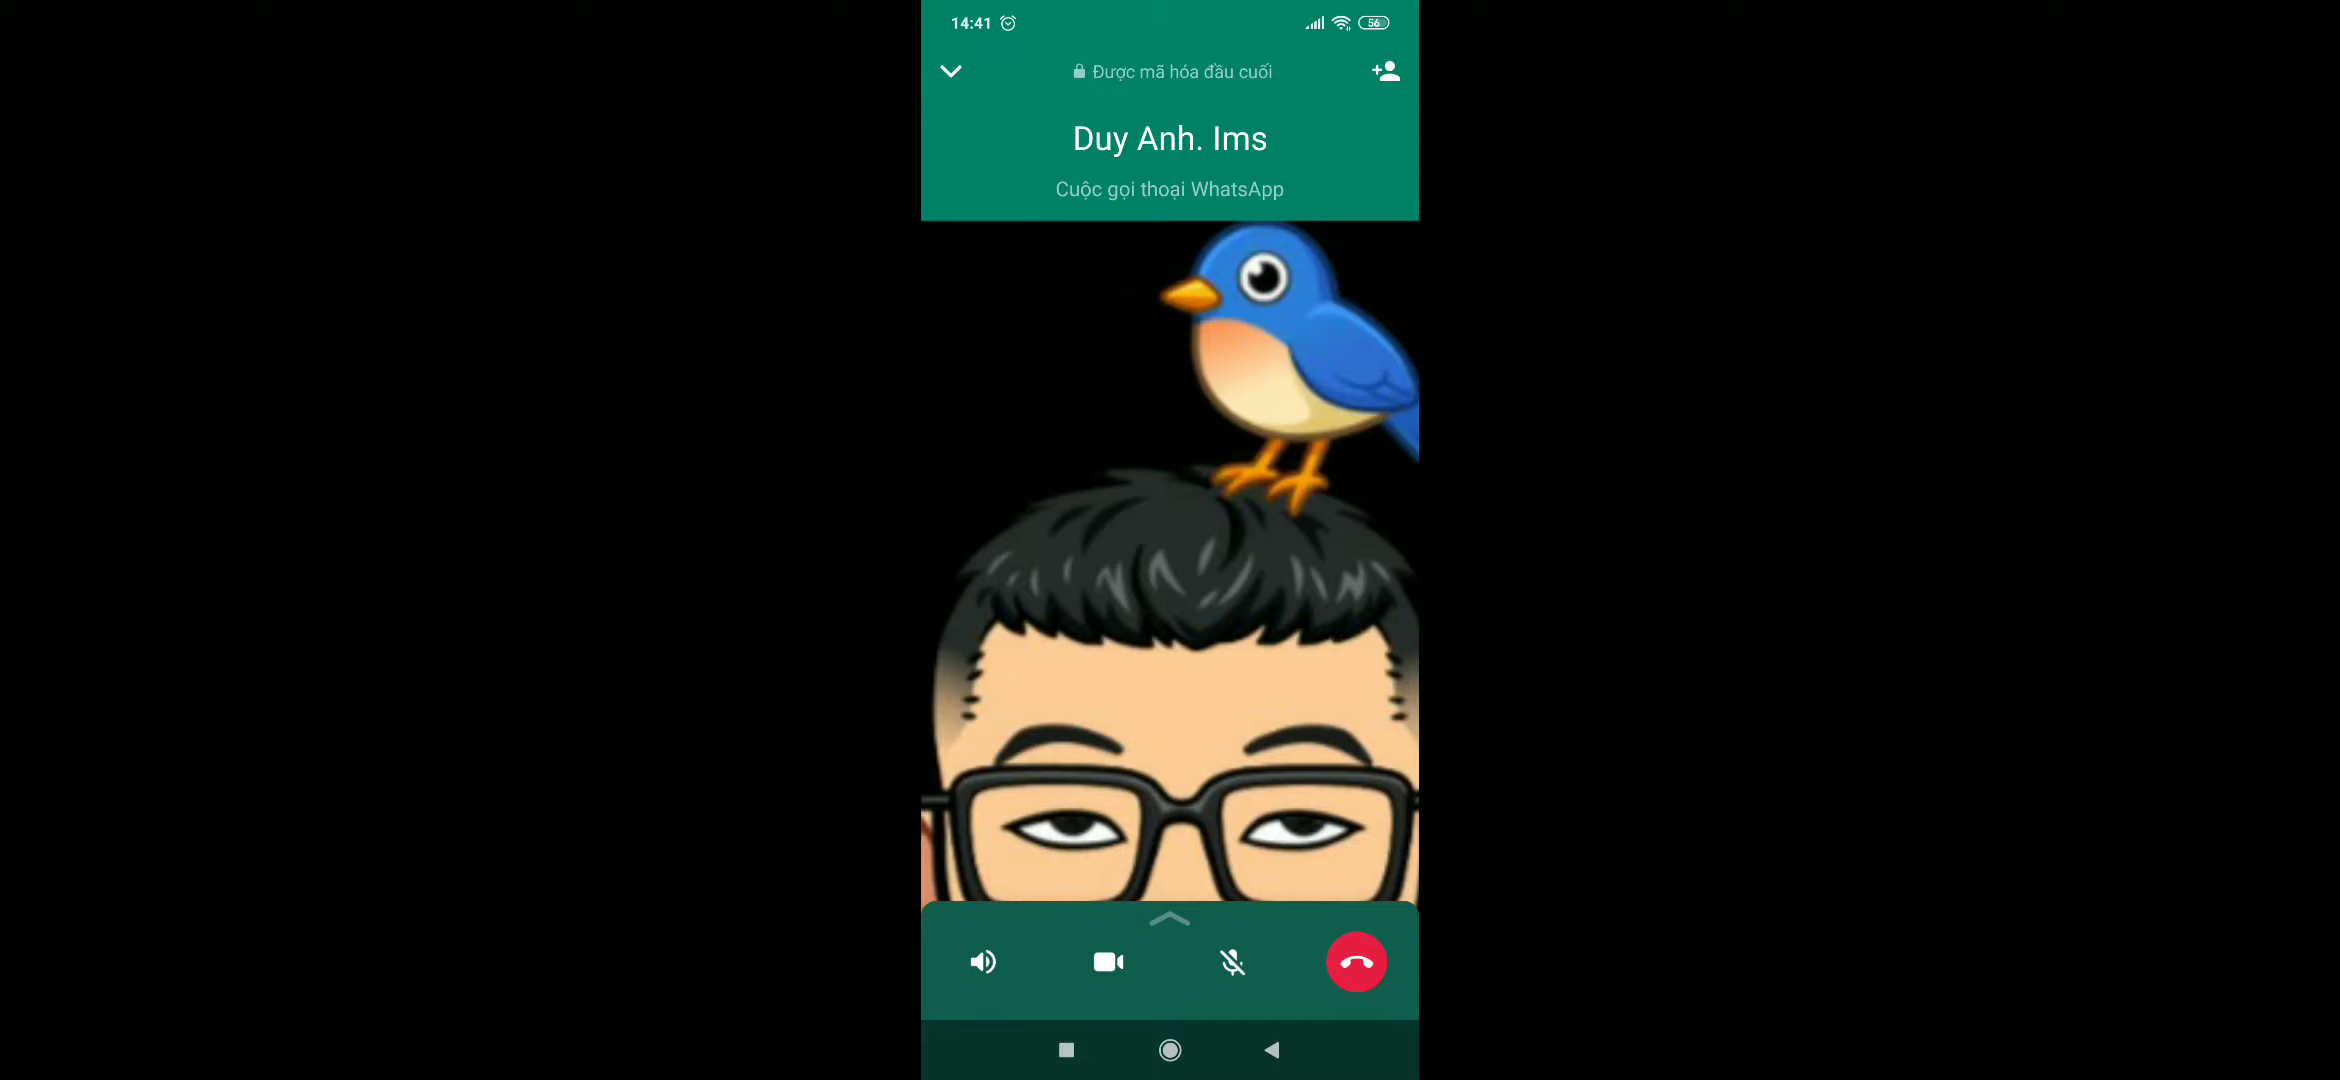 14:41
56
Được mã hóa đầu cuối
Duy Anh. Ims
Cuộc gọi thoại WhatsApp